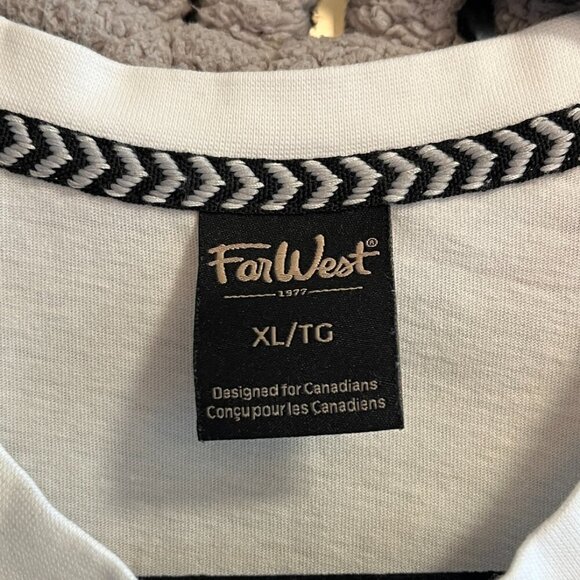 FarWest®
1977
XL/TG
Designed for Canadians
Conçu pour les Canadiens